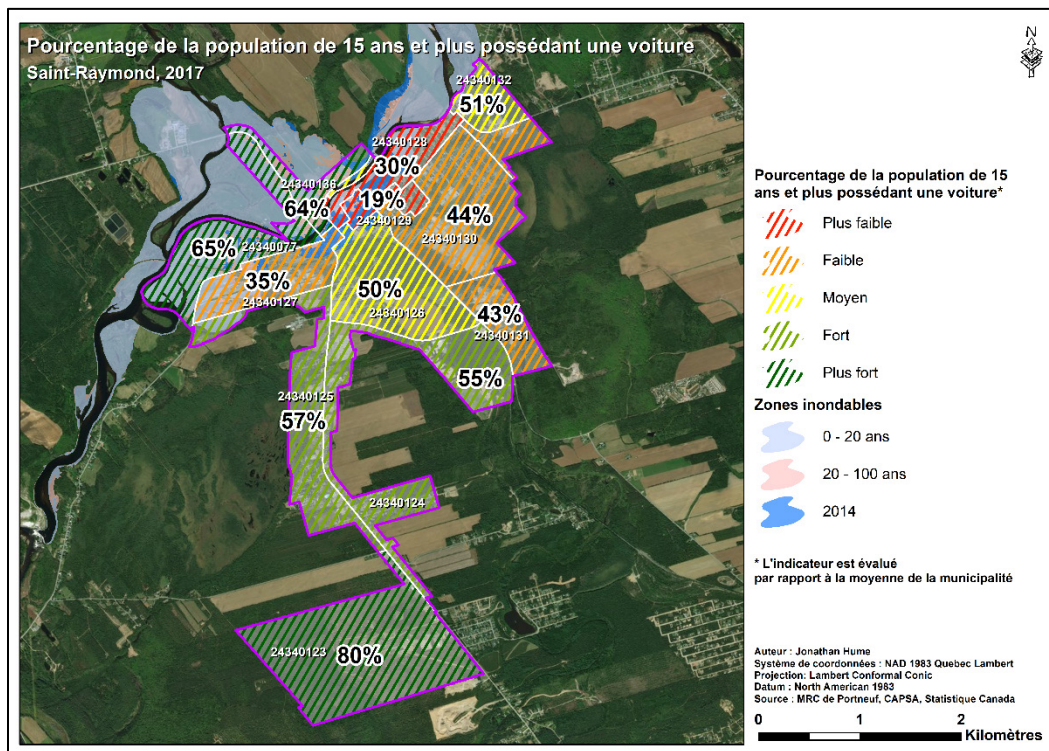 Pourcentage de la population de 15 ans et plus possédant une voiture
Saint-Raymond, 2017
N
24340132
51%
24340128
30%
24340136
64%
19%
24340129
44%
24340130
65%
24340077
35%
24340127
50%
24340126
43%
24340131
55%
24340125
57%
24340124
24340123
80%
Pourcentage de la population de 15
ans et plus possédant une voiture*
Plus faible
Faible
Moyen
Fort
Plus fort
Zones inondables
0 - 20 ans
20 - 100 ans
2014
* L'indicateur est évalué
par rapport à la moyenne de la municipalité
Auteur : Jonathan Hume
Système de coordonnées : NAD 1983 Quebec Lambert
Projection: Lambert Conformal Conic
Datum : North American 1983
Source : MRC de Portneuf, CAPSA, Statistique Canada
0 1 2
Kilomètres